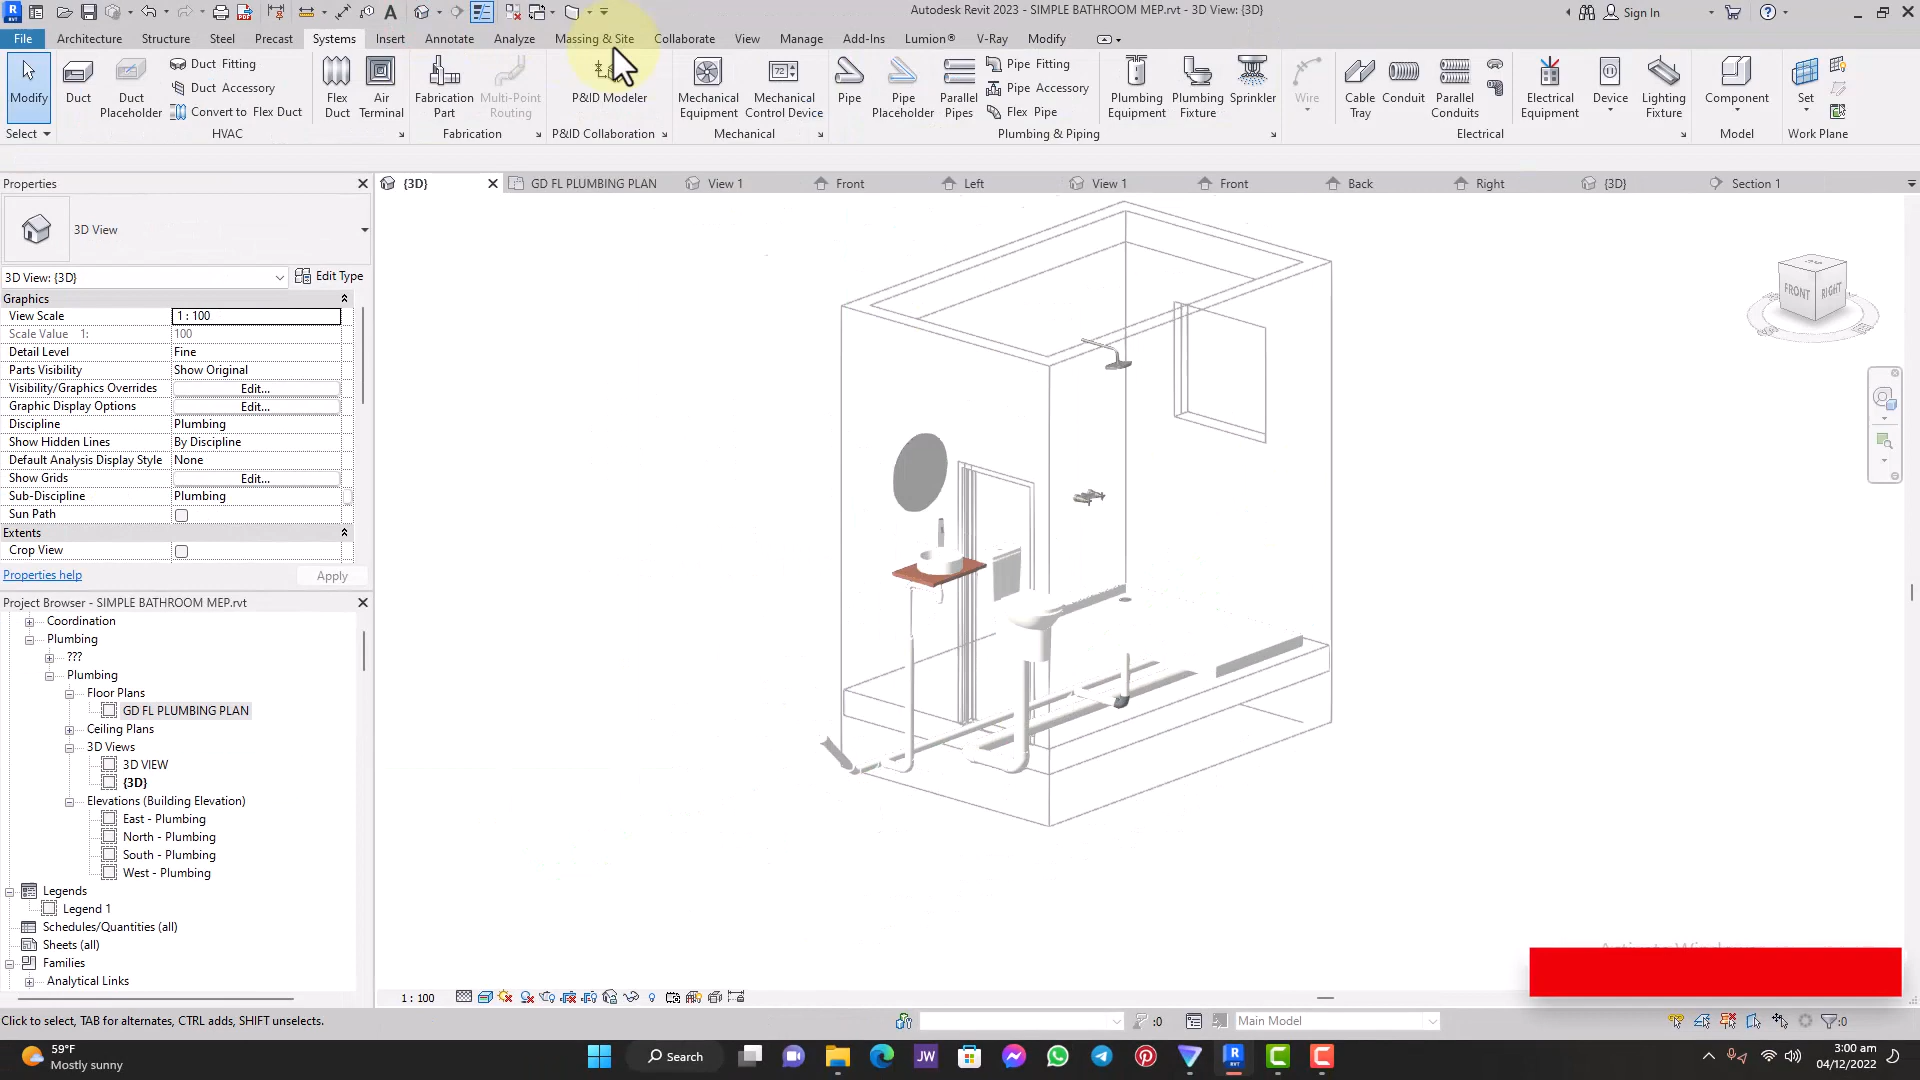 Autodesk Revit 2023 - SIMPLE BATHROOM MEP.rvt - 3D View: {3D}
Sign In
File Architecture Structure Steel Precast Systems Insert Annotate Analyze Massing & Site Collaborate View Manage Add-Ins Lumion® V-Ray Modify
Modify
Select
Duct
Duct Placeholder
Duct Fitting
Duct Accessory
Convert to Flex Duct
Flex Duct
Air Terminal
HVAC
Fabrication Part
Multi-Point Routing
Fabrication
P&ID Modeler
P&ID Collaboration
Mechanical Equipment
Mechanical Control Device
Mechanical
Pipe
Pipe Placeholder
Parallel Pipes
Pipe Fitting
Pipe Accessory
Flex Pipe
Plumbing Equipment
Plumbing Fixture
Sprinkler
Plumbing & Piping
Wire
Cable Tray
Conduit
Parallel Conduits
Electrical Equipment
Device
Lighting Fixture
Electrical
Component
Model
Set
Work Plane
Properties
{3D}
GD FL PLUMBING PLAN
View 1
Front
Left
View 1
Front
Back
Right
{3D}
Section 1
3D View
3D View: {3D}
Edit Type
Graphics
View Scale 1 : 100
Scale Value 1: 100
Detail Level Fine
Parts Visibility Show Original
Visibility/Graphics Overrides Edit...
Graphic Display Options Edit...
Discipline Plumbing
Show Hidden Lines By Discipline
Default Analysis Display Style None
Show Grids Edit...
Sub-Discipline Plumbing
Sun Path
Extents
Crop View
Properties help
Apply
FRONT RIGHT
Project Browser - SIMPLE BATHROOM MEP.rvt
Coordination
Plumbing
???
Plumbing
Floor Plans
GD FL PLUMBING PLAN
Ceiling Plans
3D Views
3D VIEW
{3D}
Elevations (Building Elevation)
East - Plumbing
North - Plumbing
South - Plumbing
West - Plumbing
Legends
Legend 1
Schedules/Quantities (all)
Sheets (all)
Families
Analytical Links
1 : 100
Click to select, TAB for alternates, CTRL adds, SHIFT unselects.
:0
Main Model
:0
59°F
Mostly sunny
Search
JW
3:00 am
04/12/2022